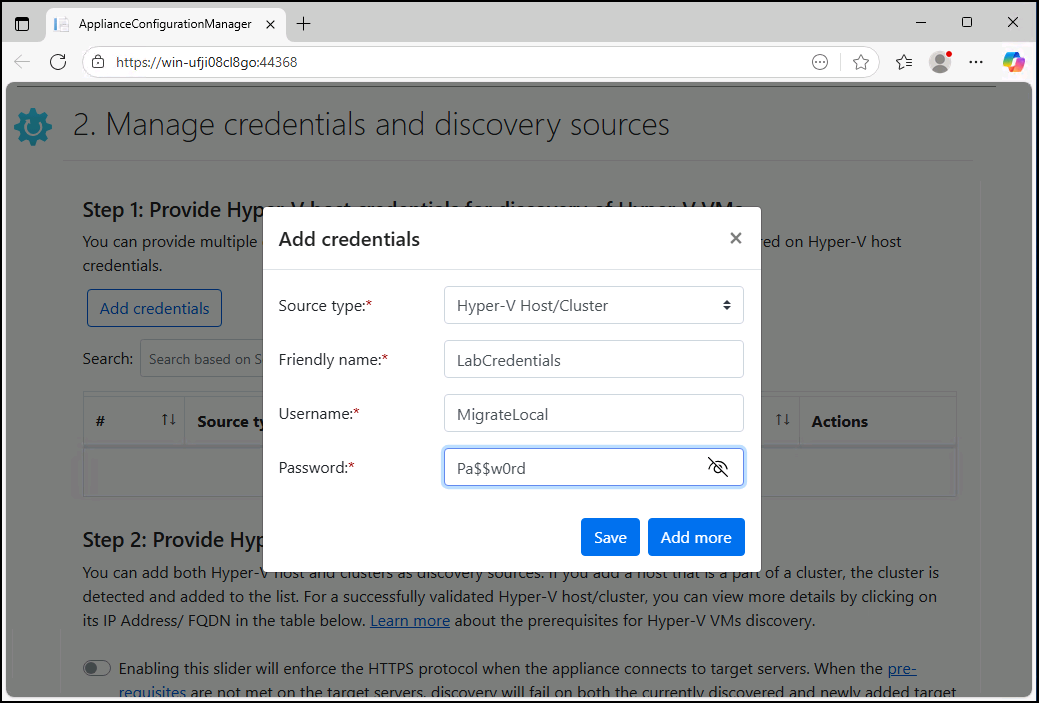 ApplianceConfigurationManager
https://win-ufji08cl8go:44368
2. Manage credentials and discovery sources
Step 1: Provide Hyper-V host credentials for discovery of Hyper-V VMs
You can provide multiple red on Hyper-V host
credentials.
Add credentials
Search: Search based on S
# Source ty Actions
Add credentials
Source type:* Hyper-V Host/Cluster
Friendly name:* LabCredentials
Username:* MigrateLocal
Password:* Pa$$w0rd
Save Add more
Step 2: Provide Hyp
You can add both Hyper-V host and clusters as discovery sources. If you add a host that is a part of a cluster, the cluster is
detected and added to the list. For a successfully validated Hyper-V host/cluster, you can view more details by clicking on
its IP Address/ FQDN in the table below. Learn more about the prerequisites for Hyper-V VMs discovery.
Enabling this slider will enforce the HTTPS protocol when the appliance connects to target servers. When the pre-
requisites are not met on the target servers, discovery will fail on both the currently discovered and newly added target